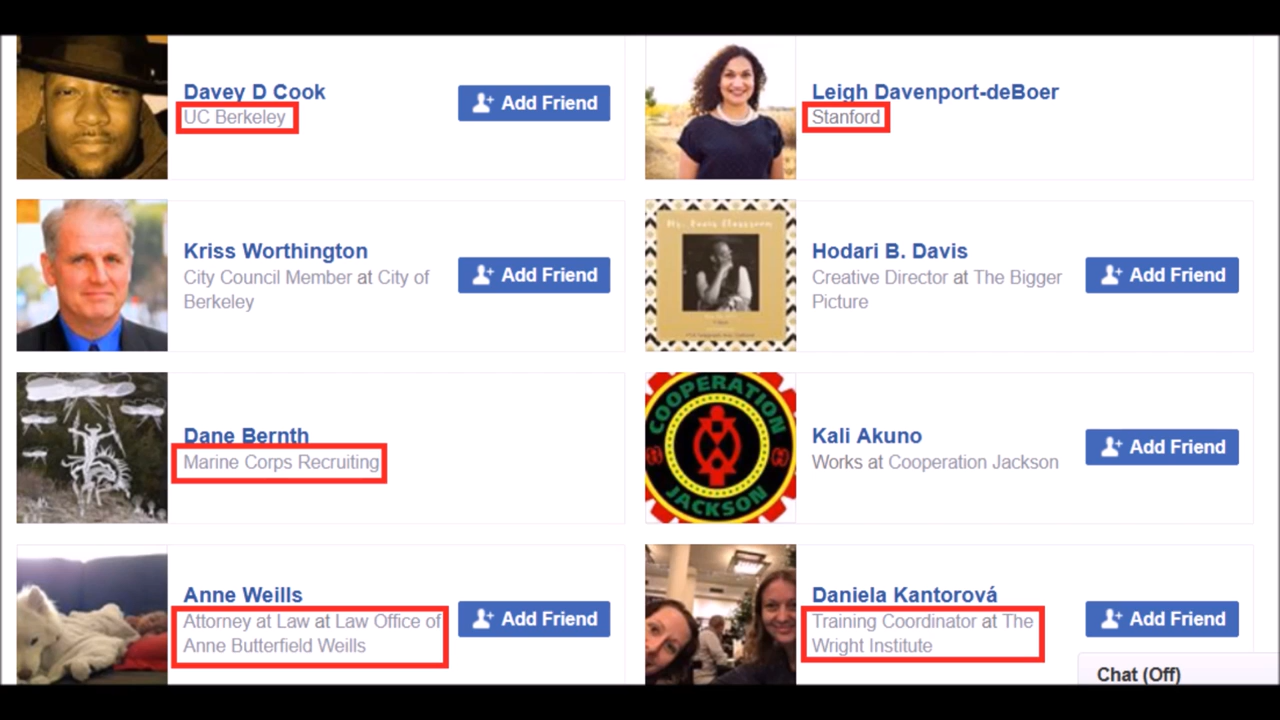 Davey D Cook
UC Berkeley
Add Friend
Leigh Davenport-deBoer
Stanford
Kriss Worthington
City Council Member at City of
Berkeley
Add Friend
Hodari B. Davis
Creative Director at The Bigger
Picture
Add Friend
Dane Bernth
Marine Corps Recruiting
COOPERATION
JACKSON
Kali Akuno
Works at Cooperation Jackson
Add Friend
Anne Weills
Attorney at Law at Law Office of
Anne Butterfield Weills
Add Friend
Daniela Kantorová
Training Coordinator at The
Wright Institute
Add Friend
Chat (Off)